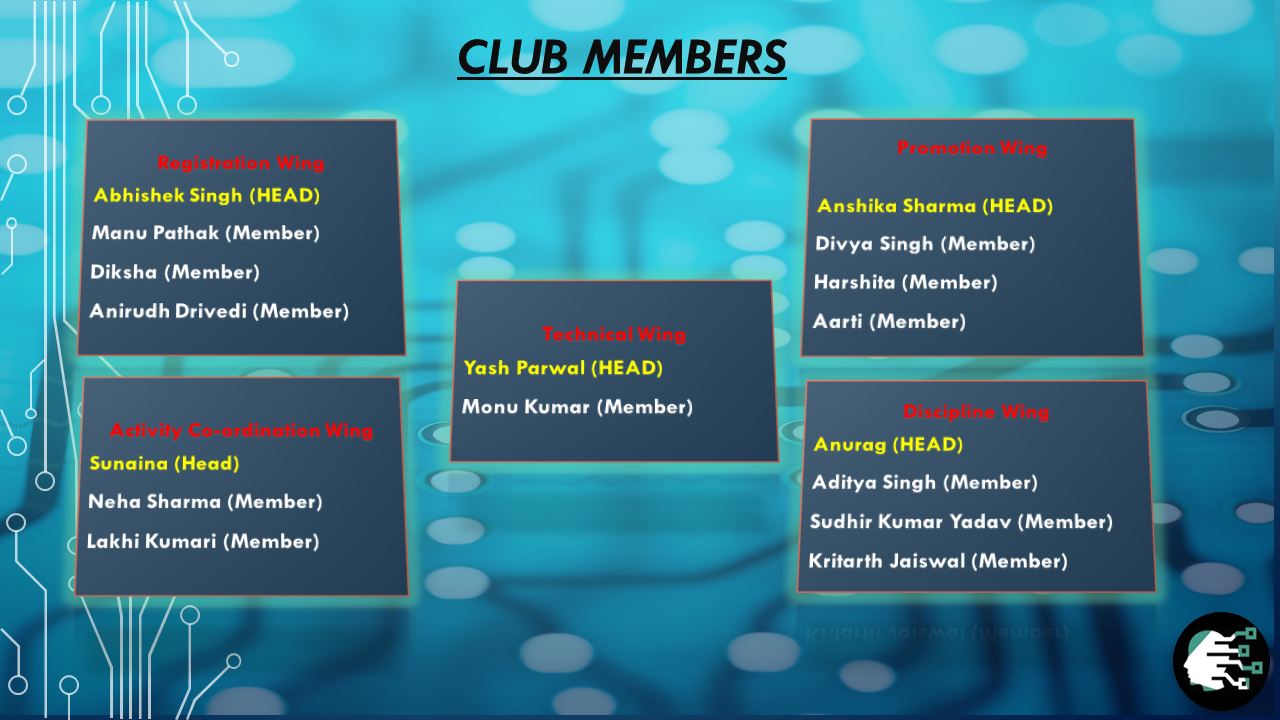 CLUB MEMBERS
Registration Wing
Abhishek Singh (HEAD)
Manu Pathak (Member)
Diksha (Member)
Anirudh Drivedi (Member)
Activity Co-ordination Wing
Sunaina (Head)
Neha Sharma (Member)
Lakhi Kumari (Member)
Technical Wing
Yash Parwal (HEAD)
Monu Kumar (Member)
Promotion Wing
Anshika Sharma (HEAD)
Divya Singh (Member)
Harshita (Member)
Aarti (Member)
Discipline Wing
Anurag (HEAD)
Aditya Singh (Member)
Sudhir Kumar Yadav (Member)
Kritarth Jaiswal (Member)